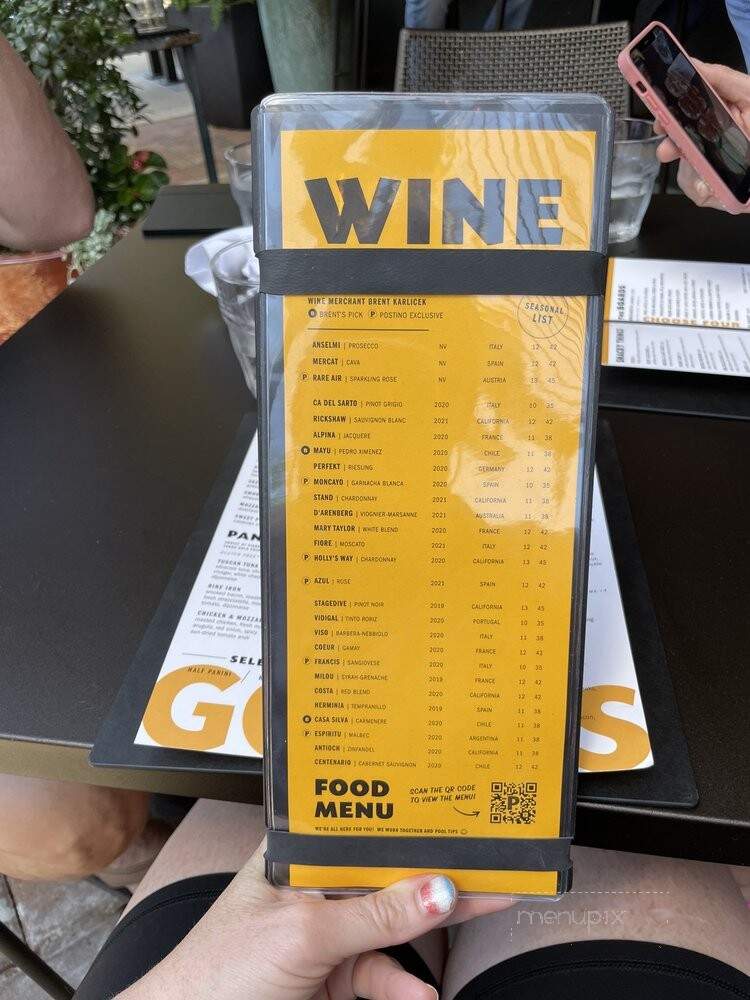 WINE
WINE MERCHANT BRENT KARLICEK
B BRENT'S PICK P POSTINO EXCLUSIVE
SEASONAL
LIST
ANSELMI | PROSECCO NV ITALY 12 42
MERCAT | CAVA NV SPAIN 12 42
P RARE AIR | SPARKLING ROSE NV AUSTRIA 13 45
CA DEL SARTO | PINOT GRIGIO 2020 ITALY 10 35
RICKSHAW | SAUVIGNON BLANC 2021 CALIFORNIA 12 42
ALPINA | JACQUERE 2020 FRANCE 11 38
B MAYU | PEDRO XIMENEZ 2020 CHILE 11 38
PERFEKT | RIESLING 2020 GERMANY 12 42
P MONCAYO | GARNACHA BLANCA 2020 SPAIN 10 35
STAND | CHARDONNAY 2021 CALIFORNIA 11 38
D'ARENBERG | VIOGNIER-MARSANNE 2021 AUSTRALIA 11 38
MARY TAYLOR | WHITE BLEND 2020 FRANCE 12 42
FIORE | MOSCATO 2021 ITALY 12 42
P HOLLY'S WAY | CHARDONNAY 2020 CALIFORNIA 13 45
P AZUL | ROSE 2021 SPAIN 12 42
STAGEDIVE | PINOT NOIR 2019 CALIFORNIA 13 45
VIDIGAL | TINTO RORIZ 2020 PORTUGAL 10 35
VISO | BARBERA-NEBBIOLO 2020 ITALY 11 38
COEUR | GAMAY 2020 FRANCE 12 42
P FRANCIS | SANGIOVESE 2020 ITALY 10 35
MILOU | SYRAH-GRENACHE 2019 FRANCE 12 42
COSTA | RED BLEND 2020 CALIFORNIA 12 42
HERMINIA | TEMPRANILLO 2019 SPAIN 11 38
B CASA SILVA | CARMENERE 2020 CHILE 11 38
P ESPIRITU | MALBEC 2020 ARGENTINA 11 38
ANTIOCH | ZINFANDEL 2020 CALIFORNIA 11 38
CENTENARIO | CABERNET SAUVIGNON 2020 CHILE 12 42
FOOD
MENU
SCAN THE QR CODE
TO VIEW THE MENU!
P
WE'RE ALL HERE FOR YOU! WE WORK TOGETHER AND POOL TIPS
PAN
TUSCAN TUNA
BIKE IRON
CHICKEN & MOZZA
SELE
HALF PANINI
GO
S
THE BOARDS
CHOOSE FOUR
SNACKY THINGS
menupix